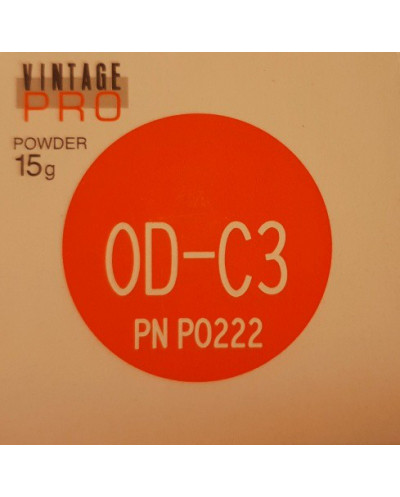 VINTAGE
PRO
POWDER
15g
OD-C3
PN P0222